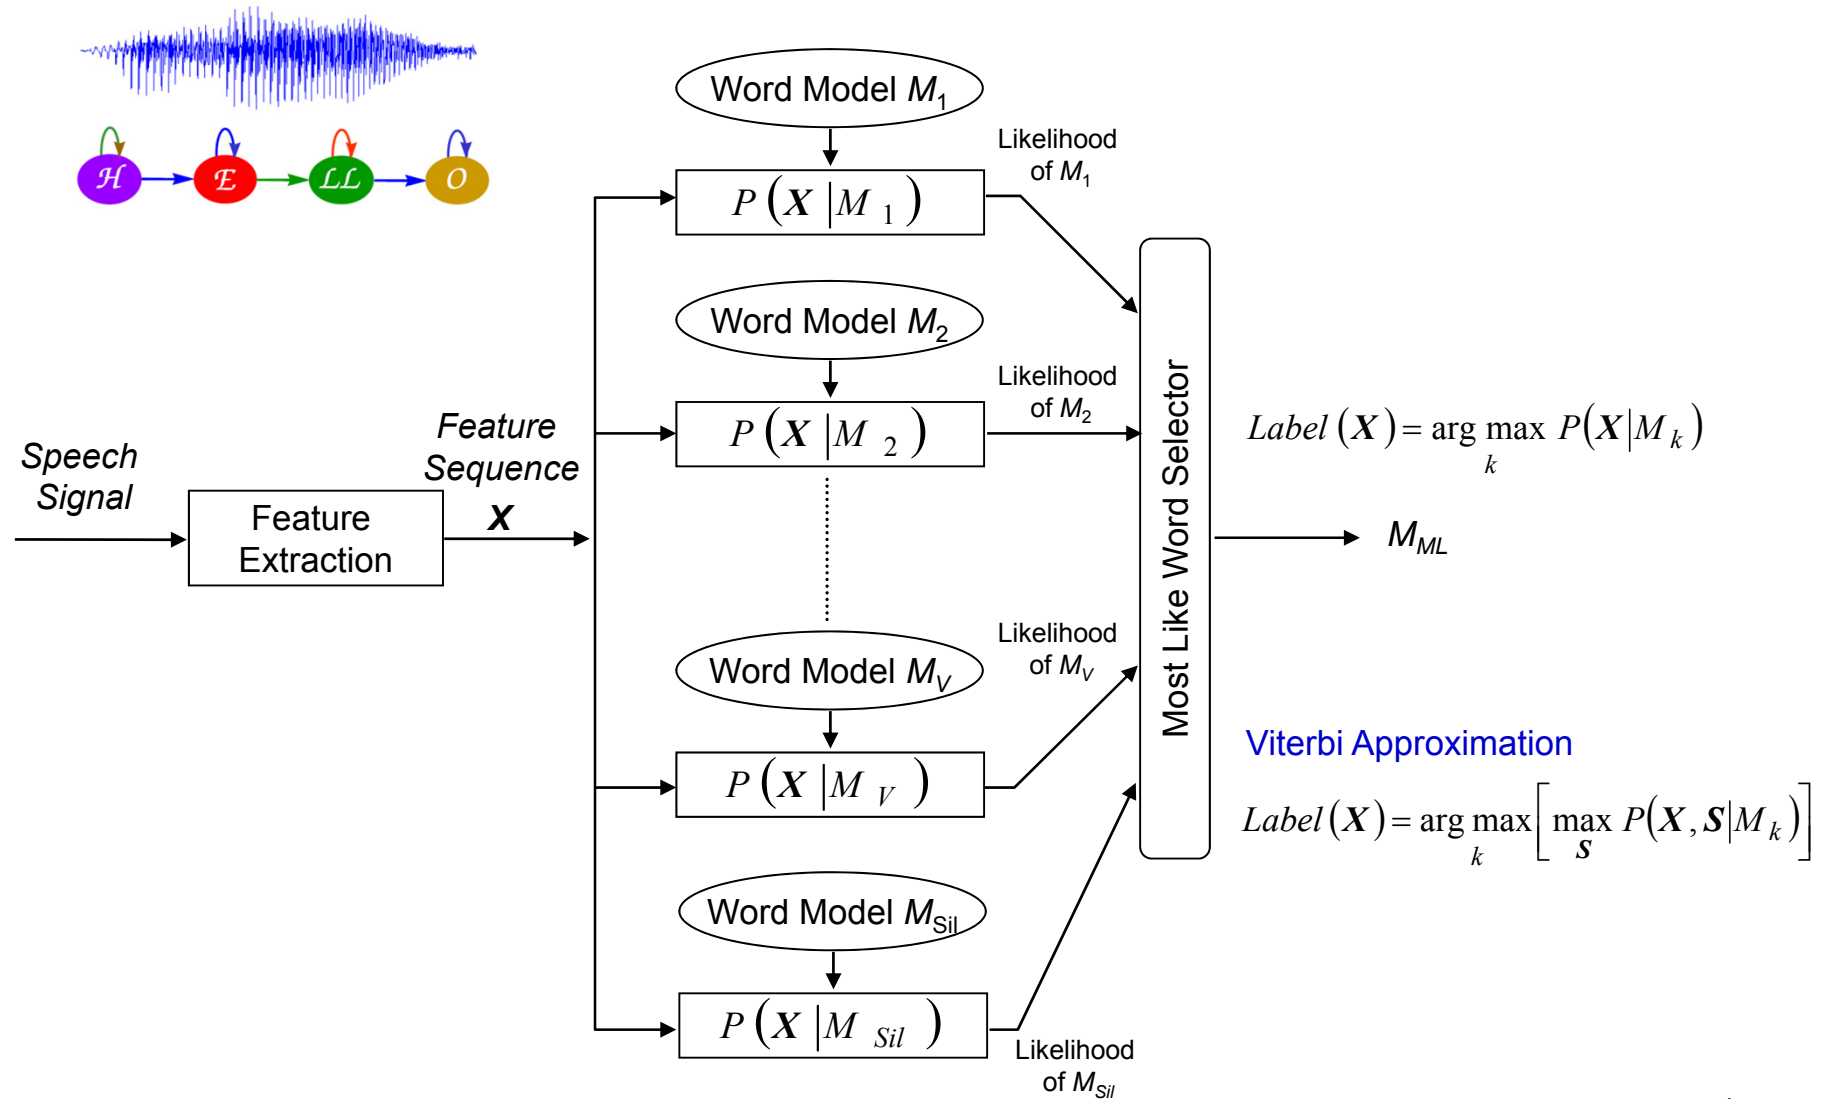 H E LL O
Word Model M1
Likelihood
of M1
P(X|M1)
Word Model M2
Likelihood
of M2
P(X|M2)
Speech
Signal
Feature
Extraction
Feature
Sequence
X
Word Model MV
Likelihood
of MV
P(X|MV)
Word Model MSil
P(X|MSil)
Likelihood
of MSil
Most Like Word Selector
Label(X) = arg max P(X|Mk)
k
MML
Viterbi Approximation
Label(X) = arg max[max P(X, S|Mk)]
k S